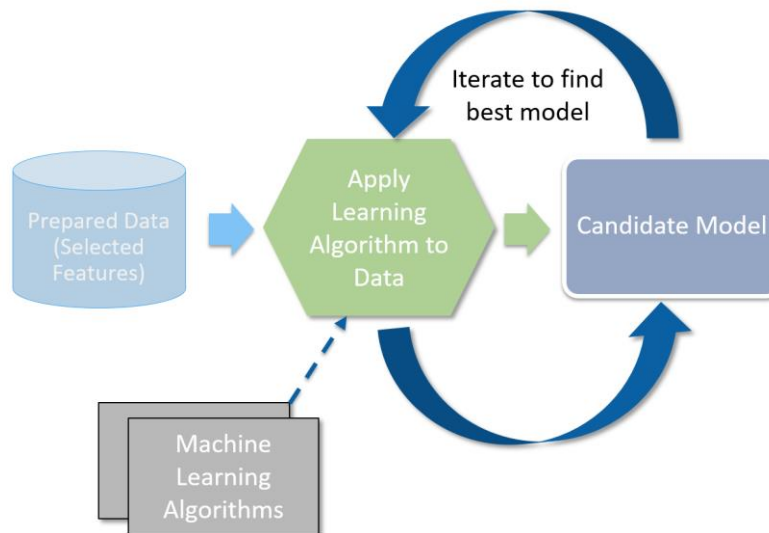 Iterate to find
best model
Prepared Data
(Selected
Features)
Apply
Learning
Algorithm to
Data
Candidate Model
Machine
Learning
Algorithms